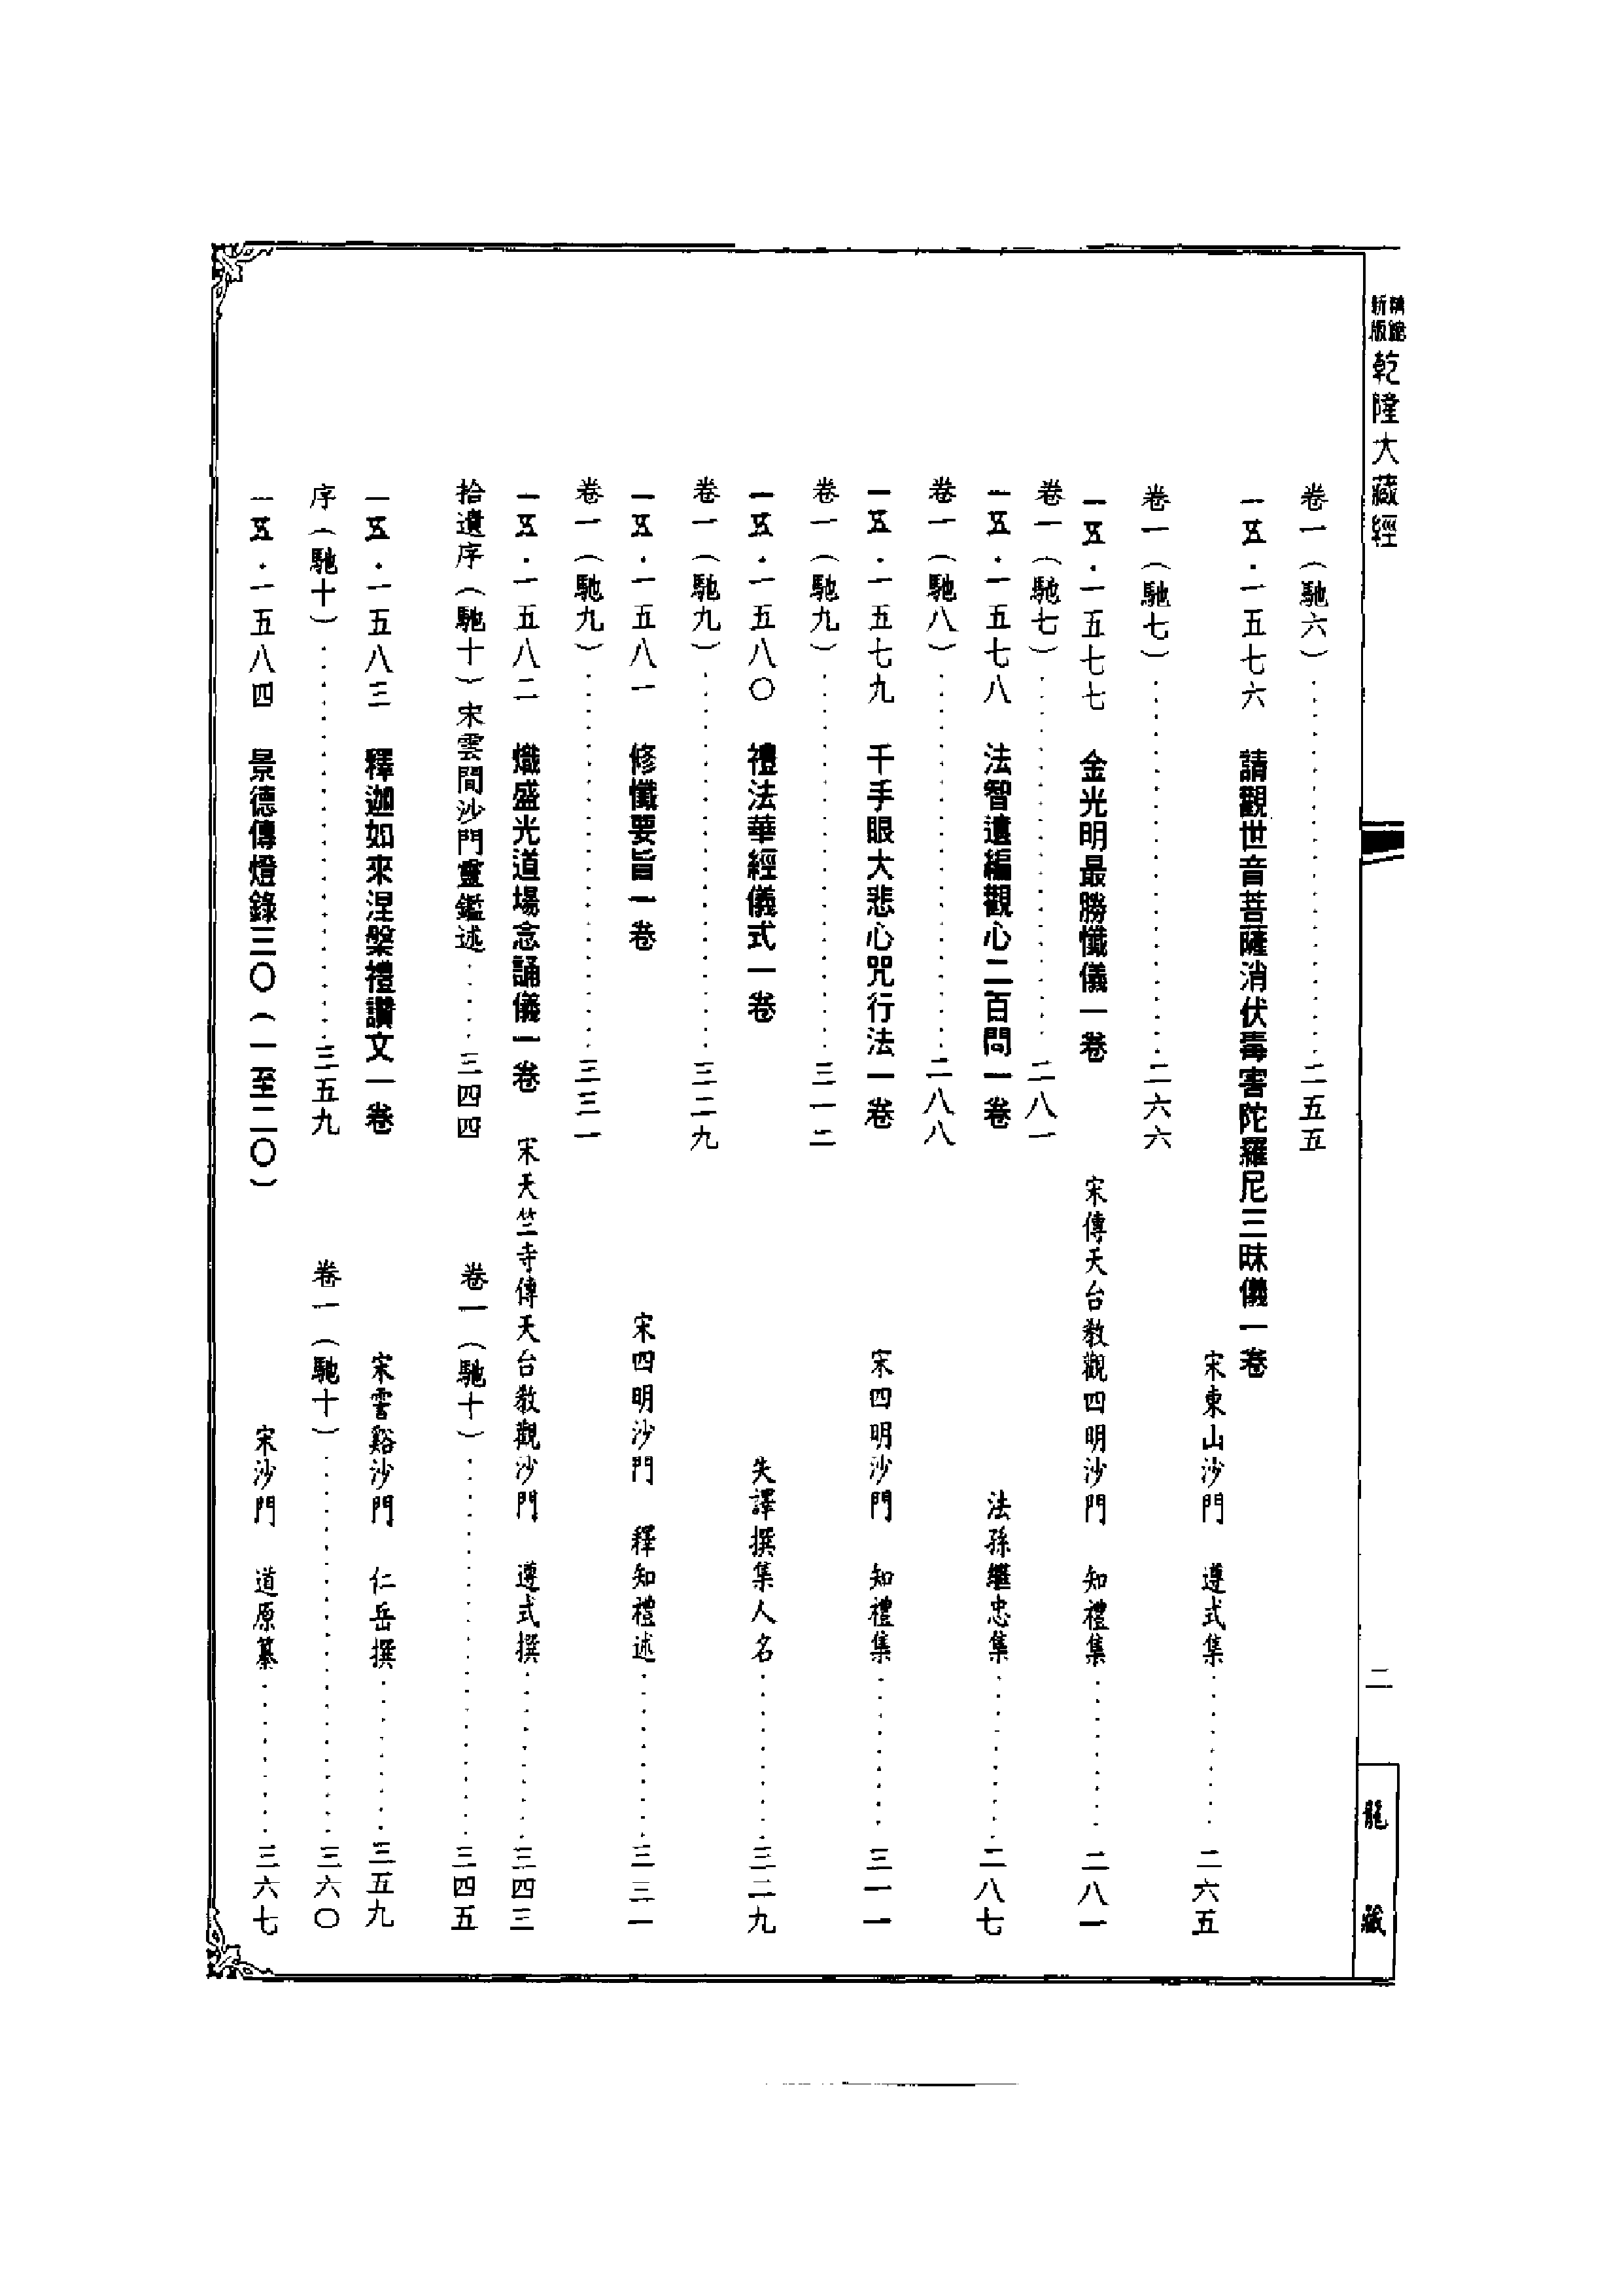 新版
乾隆大藏經
二
龍藏
卷一（馳六）……………二五五
一五·一五七六　請觀世音菩薩消伏毒害陀羅尼三昧儀一卷
宋東山沙門　遵式集………二六五
卷一（馳七）……………二六六
一五·一五七七　金光明最勝懺儀一卷　宋傳天台教觀四明沙門　知禮集………二八一
卷一（馳七）……………二八一
一五·一五七八　法智遺編觀心二百問一卷　法孫繼忠集………二八七
卷一（馳八）……………二八八
一五·一五七九　千手眼大悲心咒行法一卷　宋四明沙門　知禮集………三一一
卷一（馳九）……………三一二
一五·一五八〇　禮法華經儀式一卷　失譯撰集人名………三二九
卷一（馳九）……………三二九
一五·一五八一　修懺要旨一卷　宋四明沙門　釋知禮述………三三一
卷一（馳九）……………三三一
一五·一五八二　熾盛光道場念誦儀一卷　宋天竺寺傳天台教觀沙門　遵式撰………三四三
拾遺序（馳十）宋雲間沙門靈鑑述……三四四　卷一（馳十）……………三四五
一五·一五八三　釋迦如來涅槃禮讚文一卷　宋霅谿沙門　仁岳撰………三五九
序（馳十）……………三五九　卷一（馳十）……………三六〇
一五·一五八四　景德傳燈錄三〇（一至二〇）　宋沙門　道原纂………三六七